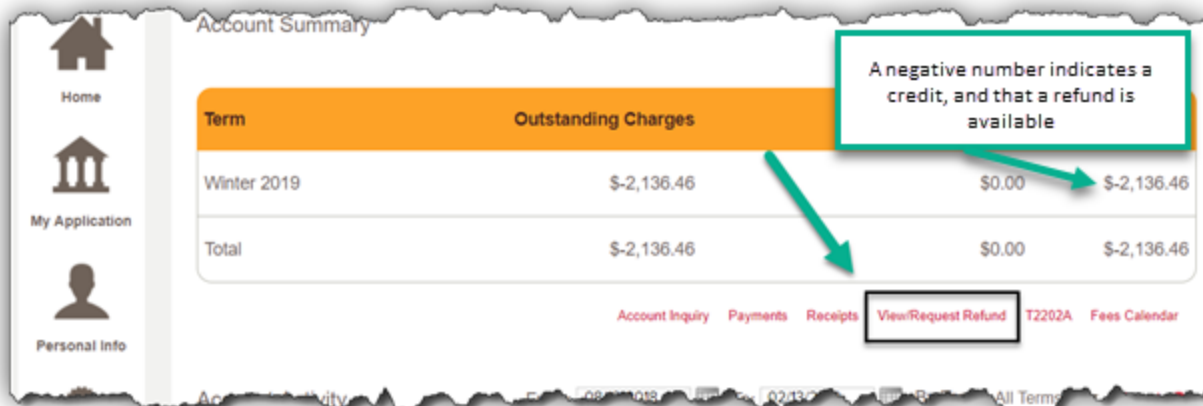 Account Summary
A negative number indicates a
credit, and that a refund is
available
Home
Term Outstanding Charges
Winter 2019 $-2,136.46 $0.00 $-2,136.46
My Application
Total $-2,136.46 $0.00 $-2,136.46
Account Inquiry Payments Receipts View/Request Refund T2202A Fees Calendar
Personal Info
All Terms